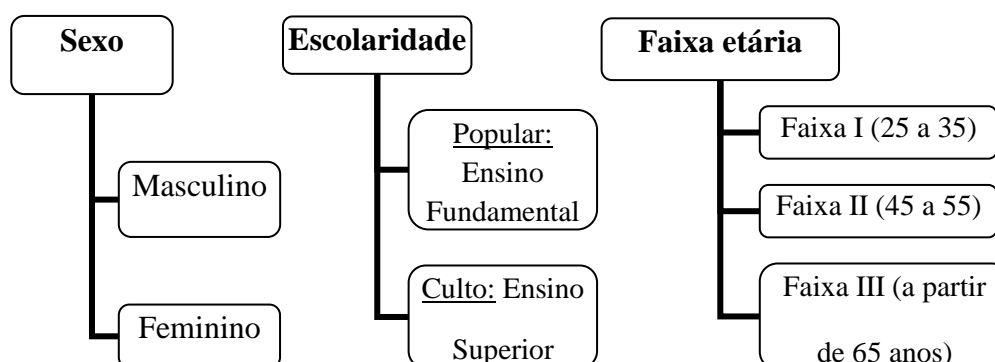 Sexo
Masculino
Feminino
Escolaridade
Popular:
Ensino
Fundamental
Culto: Ensino
Superior
Faixa etária
Faixa I (25 a 35)
Faixa II (45 a 55)
Faixa III (a partir
de 65 anos)